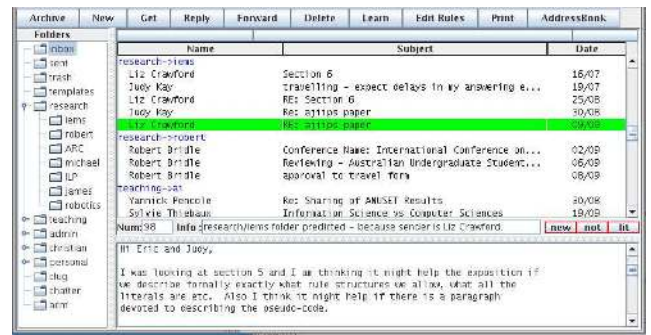 Archive New Get Reply Forward Delete Learn Edit Rules Print AddressBook
Folders
inbox
sent
trash
templates
research
iems
robert
ARC
michael
ILP
james
robotics
teaching
admin
christian
personal
clug
chatter
acm
Name Subject Date
research->iems
Liz Crawford Section 6 16/07
Judy Kay travelling - expect delays in my answering e... 19/07
Liz Crawford RE: Section 6 25/08
Judy Kay Re: ajiips paper 30/08
Liz Crawford RE: ajiips paper 09/09
research->robert
Robert Bridle Conference Name: International Conference on... 02/09
Robert Bridle Reviewing - Australian Undergraduate Student... 06/09
Robert Bridle approval to travel form 08/09
teaching->ai
Yannick Pencole Re: Sharing of ANUSET Results 30/08
Sylvie Thiebaux Information Science vs Computer Sciences 19/09
Num: 98 Info : research/iems folder predicted - because sender is Liz Crawford. new not lit
Hi Eric and Judy,
I was looking at section 5 and I am thinking it might help the exposition if
we describe formally exactly what rule structures we allow, what all the
literals are etc. Also I think it might help if there is a paragraph
devoted to describing the pseudo-code.